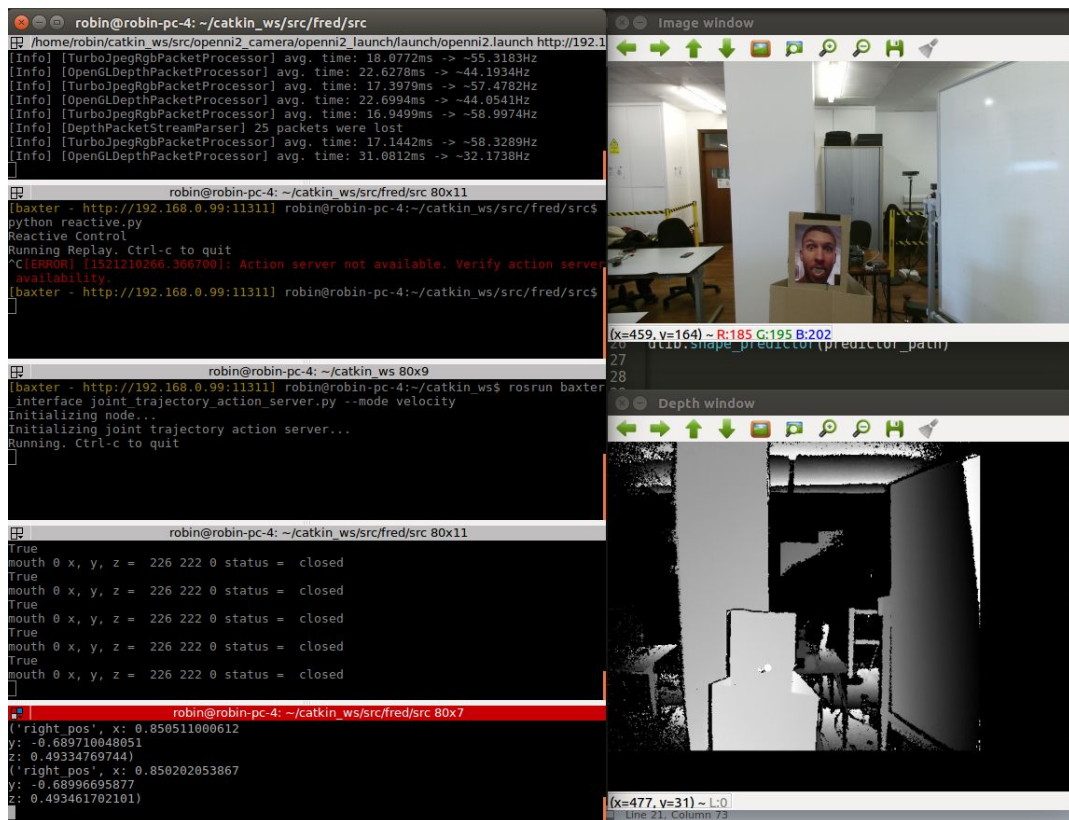 robin@robin-pc-4: ~/catkin_ws/src/fred/src
/home/robin/catkin_ws/src/openni2_camera/openni2_launch/launch/openni2.launch http://192.1
[Info] [TurboJpegRgbPacketProcessor] avg. time: 18.0772ms -> ~55.3183Hz
[Info] [OpenGLDepthPacketProcessor] avg. time: 22.6278ms -> ~44.1934Hz
[Info] [TurboJpegRgbPacketProcessor] avg. time: 17.3979ms -> ~57.4782Hz
[Info] [OpenGLDepthPacketProcessor] avg. time: 22.6994ms -> ~44.0541Hz
[Info] [TurboJpegRgbPacketProcessor] avg. time: 16.9499ms -> ~58.9974Hz
[Info] [DepthPacketStreamParser] 25 packets were lost
[Info] [TurboJpegRgbPacketProcessor] avg. time: 17.1442ms -> ~58.3289Hz
[Info] [OpenGLDepthPacketProcessor] avg. time: 31.0812ms -> ~32.1738Hz
robin@robin-pc-4: ~/catkin_ws/src/fred/src 80x11
[baxter - http://192.168.0.99:11311] robin@robin-pc-4:~/catkin_ws/src/fred/src$
python reactive.py
Reactive Control
Running Replay. Ctrl-c to quit
^C[ERROR] [1521210266.366700]: Action server not available. Verify action server
availability.
[baxter - http://192.168.0.99:11311] robin@robin-pc-4:~/catkin_ws/src/fred/src$
robin@robin-pc-4: ~/catkin_ws 80x9
[baxter - http://192.168.0.99:11311] robin@robin-pc-4:~/catkin_ws$ rosrun baxter
_interface joint_trajectory_action_server.py --mode velocity
Initializing node...
Initializing joint trajectory action server...
Running. Ctrl-c to quit
robin@robin-pc-4: ~/catkin_ws/src/fred/src 80x11
True
mouth 0 x, y, z =  226 222 0 status =  closed
True
mouth 0 x, y, z =  226 222 0 status =  closed
True
mouth 0 x, y, z =  226 222 0 status =  closed
True
mouth 0 x, y, z =  226 222 0 status =  closed
True
mouth 0 x, y, z =  226 222 0 status =  closed
robin@robin-pc-4: ~/catkin_ws/src/fred/src 80x7
('right_pos', x: 0.850511000612
y: -0.689710048051
z: 0.49334769744)
('right_pos', x: 0.850202053867
y: -0.68996695877
z: 0.493461702101)
Image window
(x=459, y=164) ~ R:185 G:195 B:202
26 dlib.shape_predictor(predictor_path)
27
28
Depth window
(x=477, y=31) ~ L:0
Line 21, Column 73